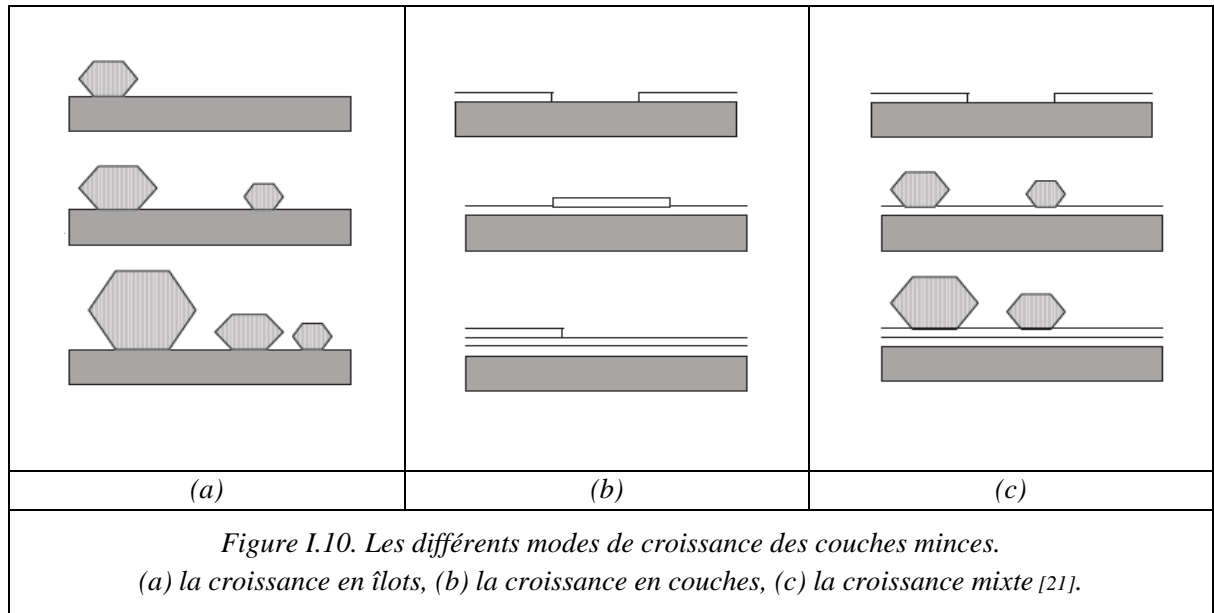 (a)
(b)
(c)
Figure I.10. Les différents modes de croissance des couches minces.
(a) la croissance en îlots, (b) la croissance en couches, (c) la croissance mixte [21].